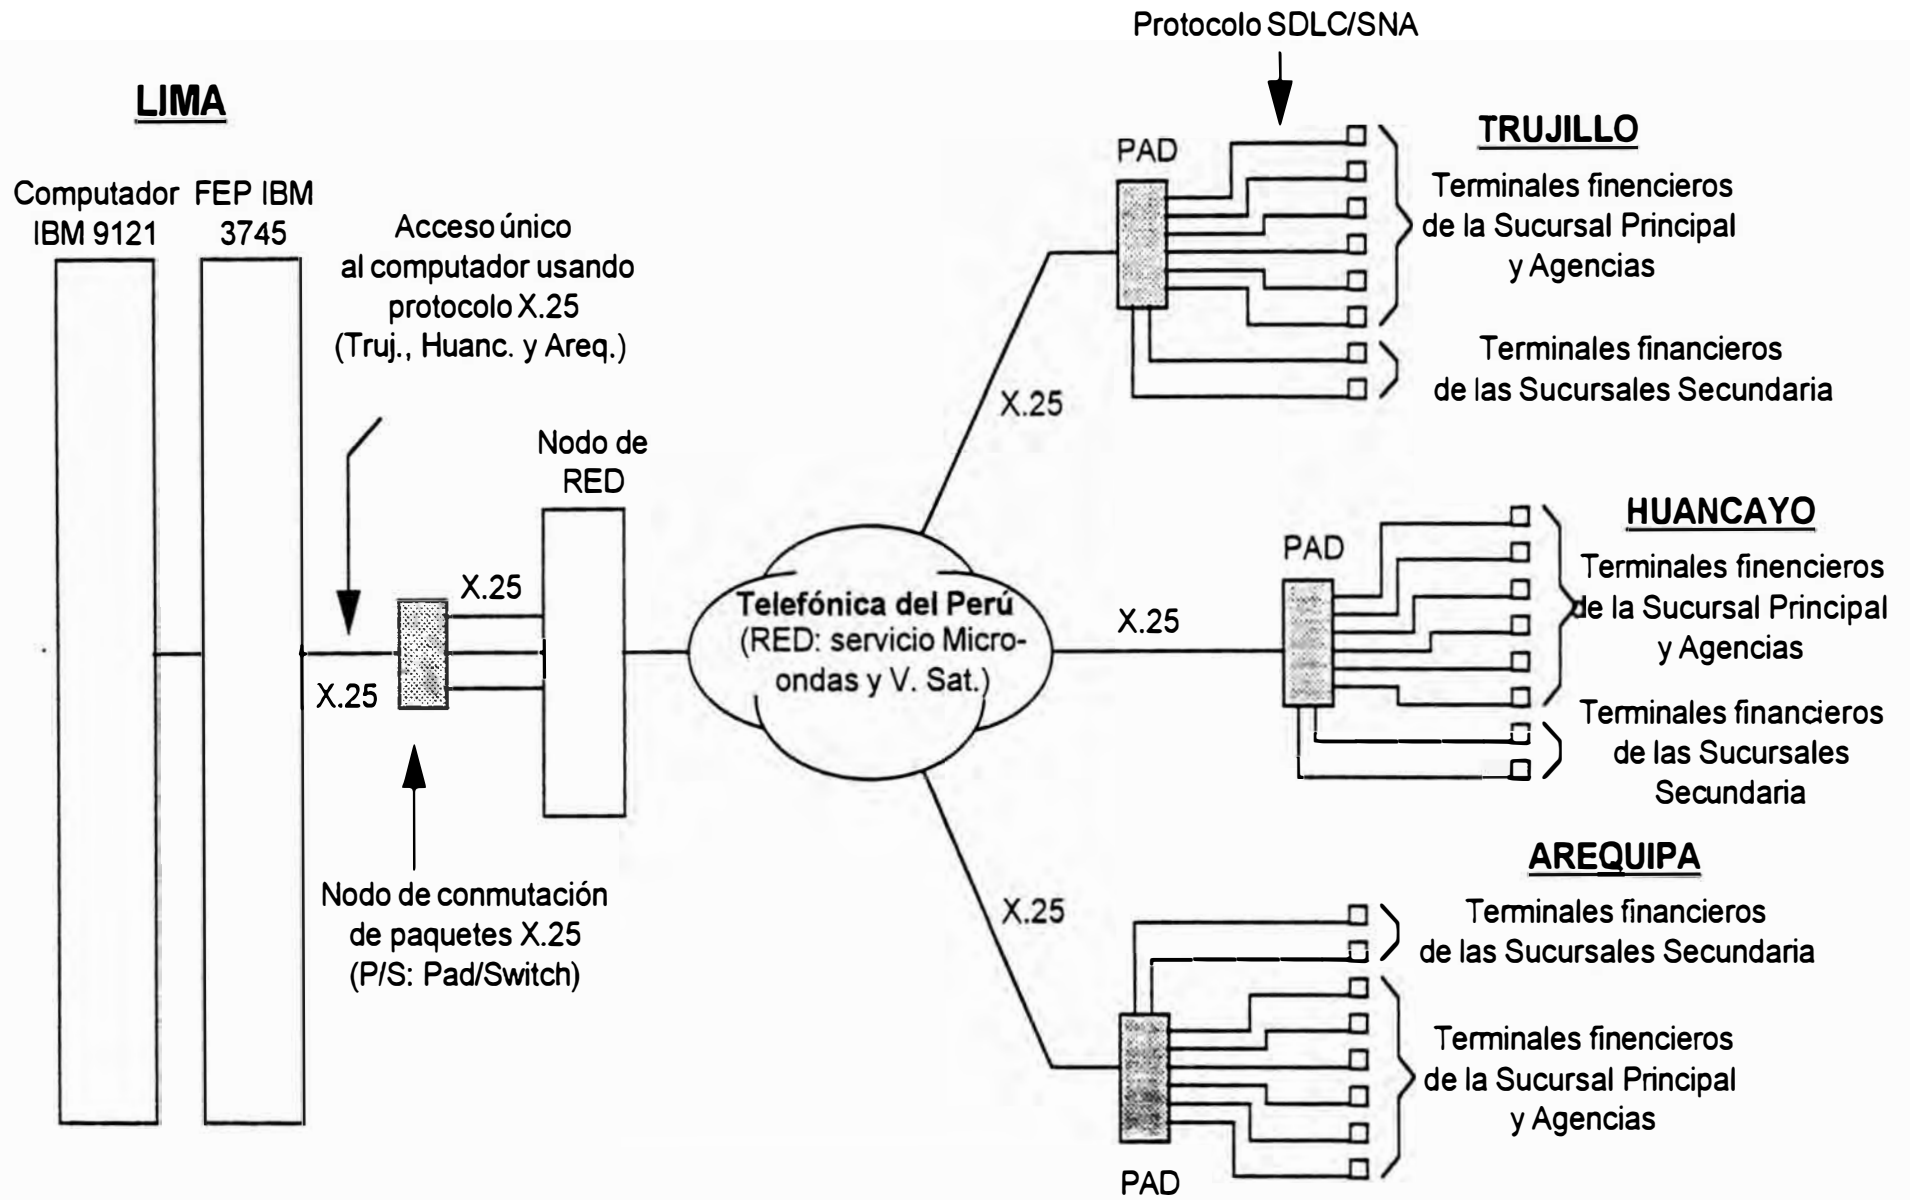 Protocolo SDLC/SNA
LIMA
Computador
IBM 9121
FEP IBM
3745
Acceso único
al computador usando
protocolo X.25
(Truj., Huanc. y Areq.)
X.25
Nodo de conmutación
de paquetes X.25
(P/S: Pad/Switch)
X.25
Nodo de
RED
Telefónica del Perú
(RED: servicio Micro-
ondas y V. Sat.)
X.25
PAD
TRUJILLO
Terminales finencieros
de la Sucursal Principal
y Agencias
Terminales financieros
de las Sucursales Secundaria
X.25
PAD
HUANCAYO
Terminales finencieros
de la Sucursal Principal
y Agencias
Terminales financieros
de las Sucursales
Secundaria
X.25
PAD
AREQUIPA
Terminales financieros
de las Sucursales Secundaria
Terminales finencieros
de la Sucursal Principal
y Agencias